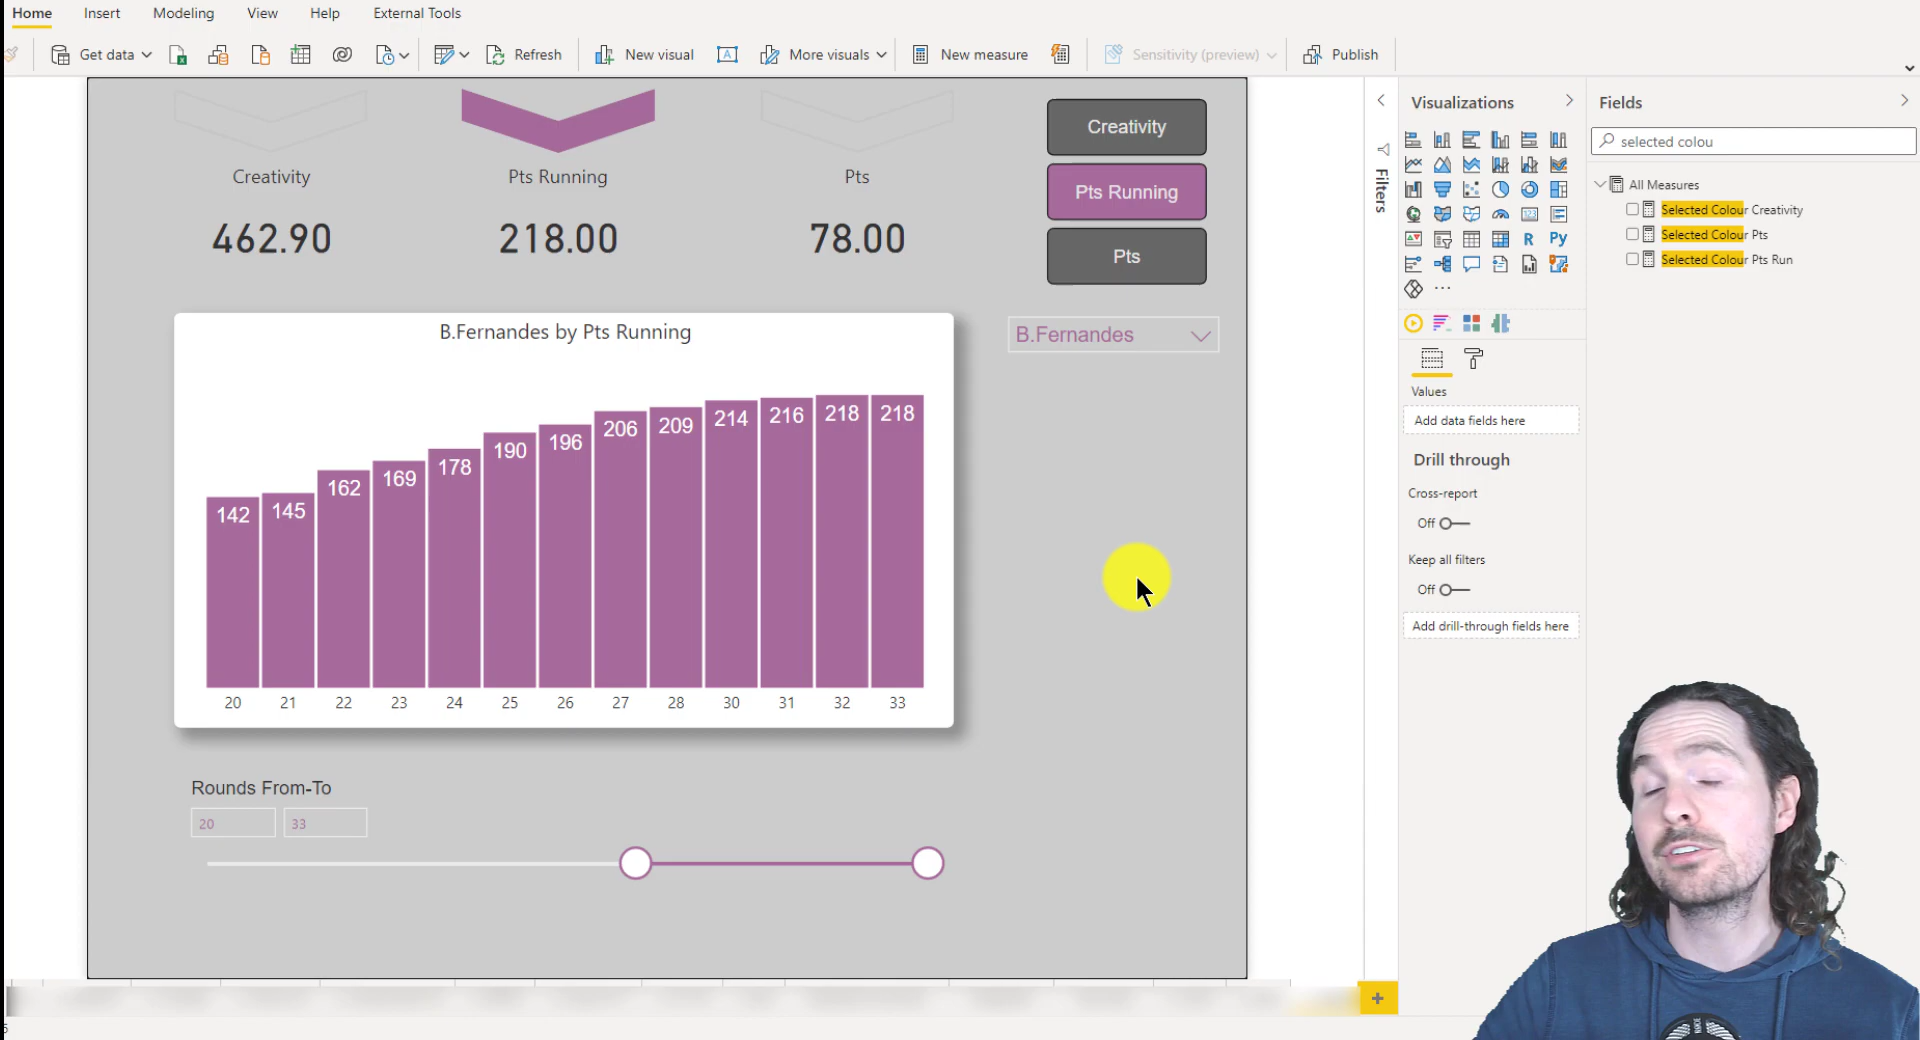 Home Insert Modeling View Help External Tools
Get data Refresh New visual More visuals New measure Sensitivity (preview) Publish
Creativity
462.90
Pts Running
218.00
Pts
78.00
Creativity
Pts Running
Pts
B.Fernandes
B.Fernandes by Pts Running
142 145 162 169 178 190 196 206 209 214 216 218 218
20 21 22 23 24 25 26 27 28 30 31 32 33
Rounds From-To
20 33
Filters
Visualizations
R Py
Values
Add data fields here
Drill through
Cross-report
Off
Keep all filters
Off
Add drill-through fields here
Fields
selected colou
All Measures
Selected Colour Creativity
Selected Colour Pts
Selected Colour Pts Run